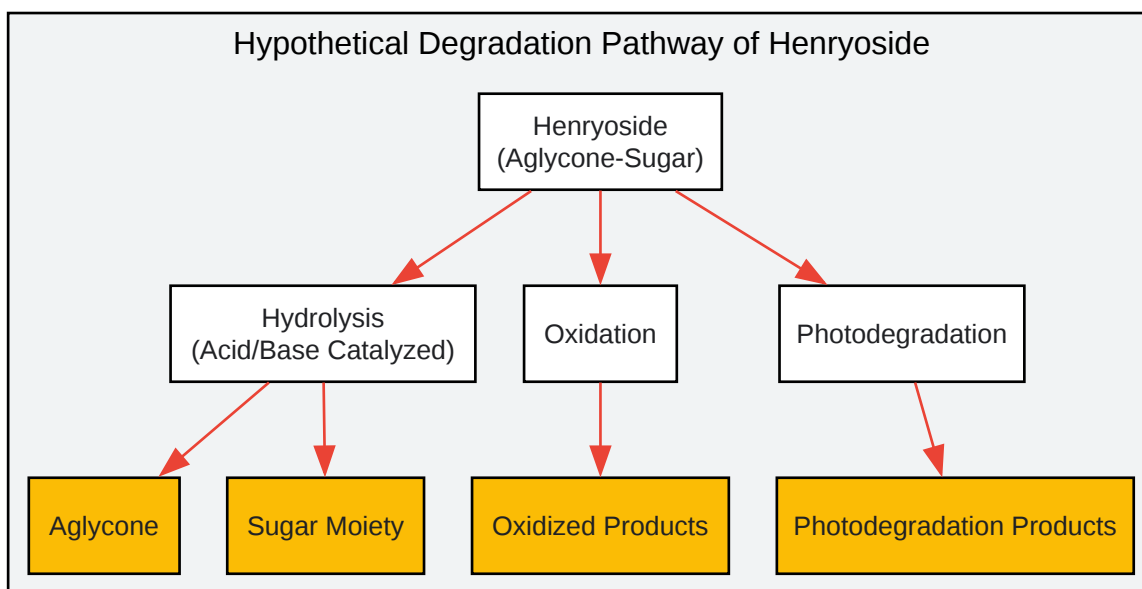 Hypothetical Degradation Pathway of Henryoside
Henryoside
(Aglycone-Sugar)
Hydrolysis
(Acid/Base Catalyzed)
Oxidation
Photodegradation
Aglycone
Sugar Moiety
Oxidized Products
Photodegradation Products